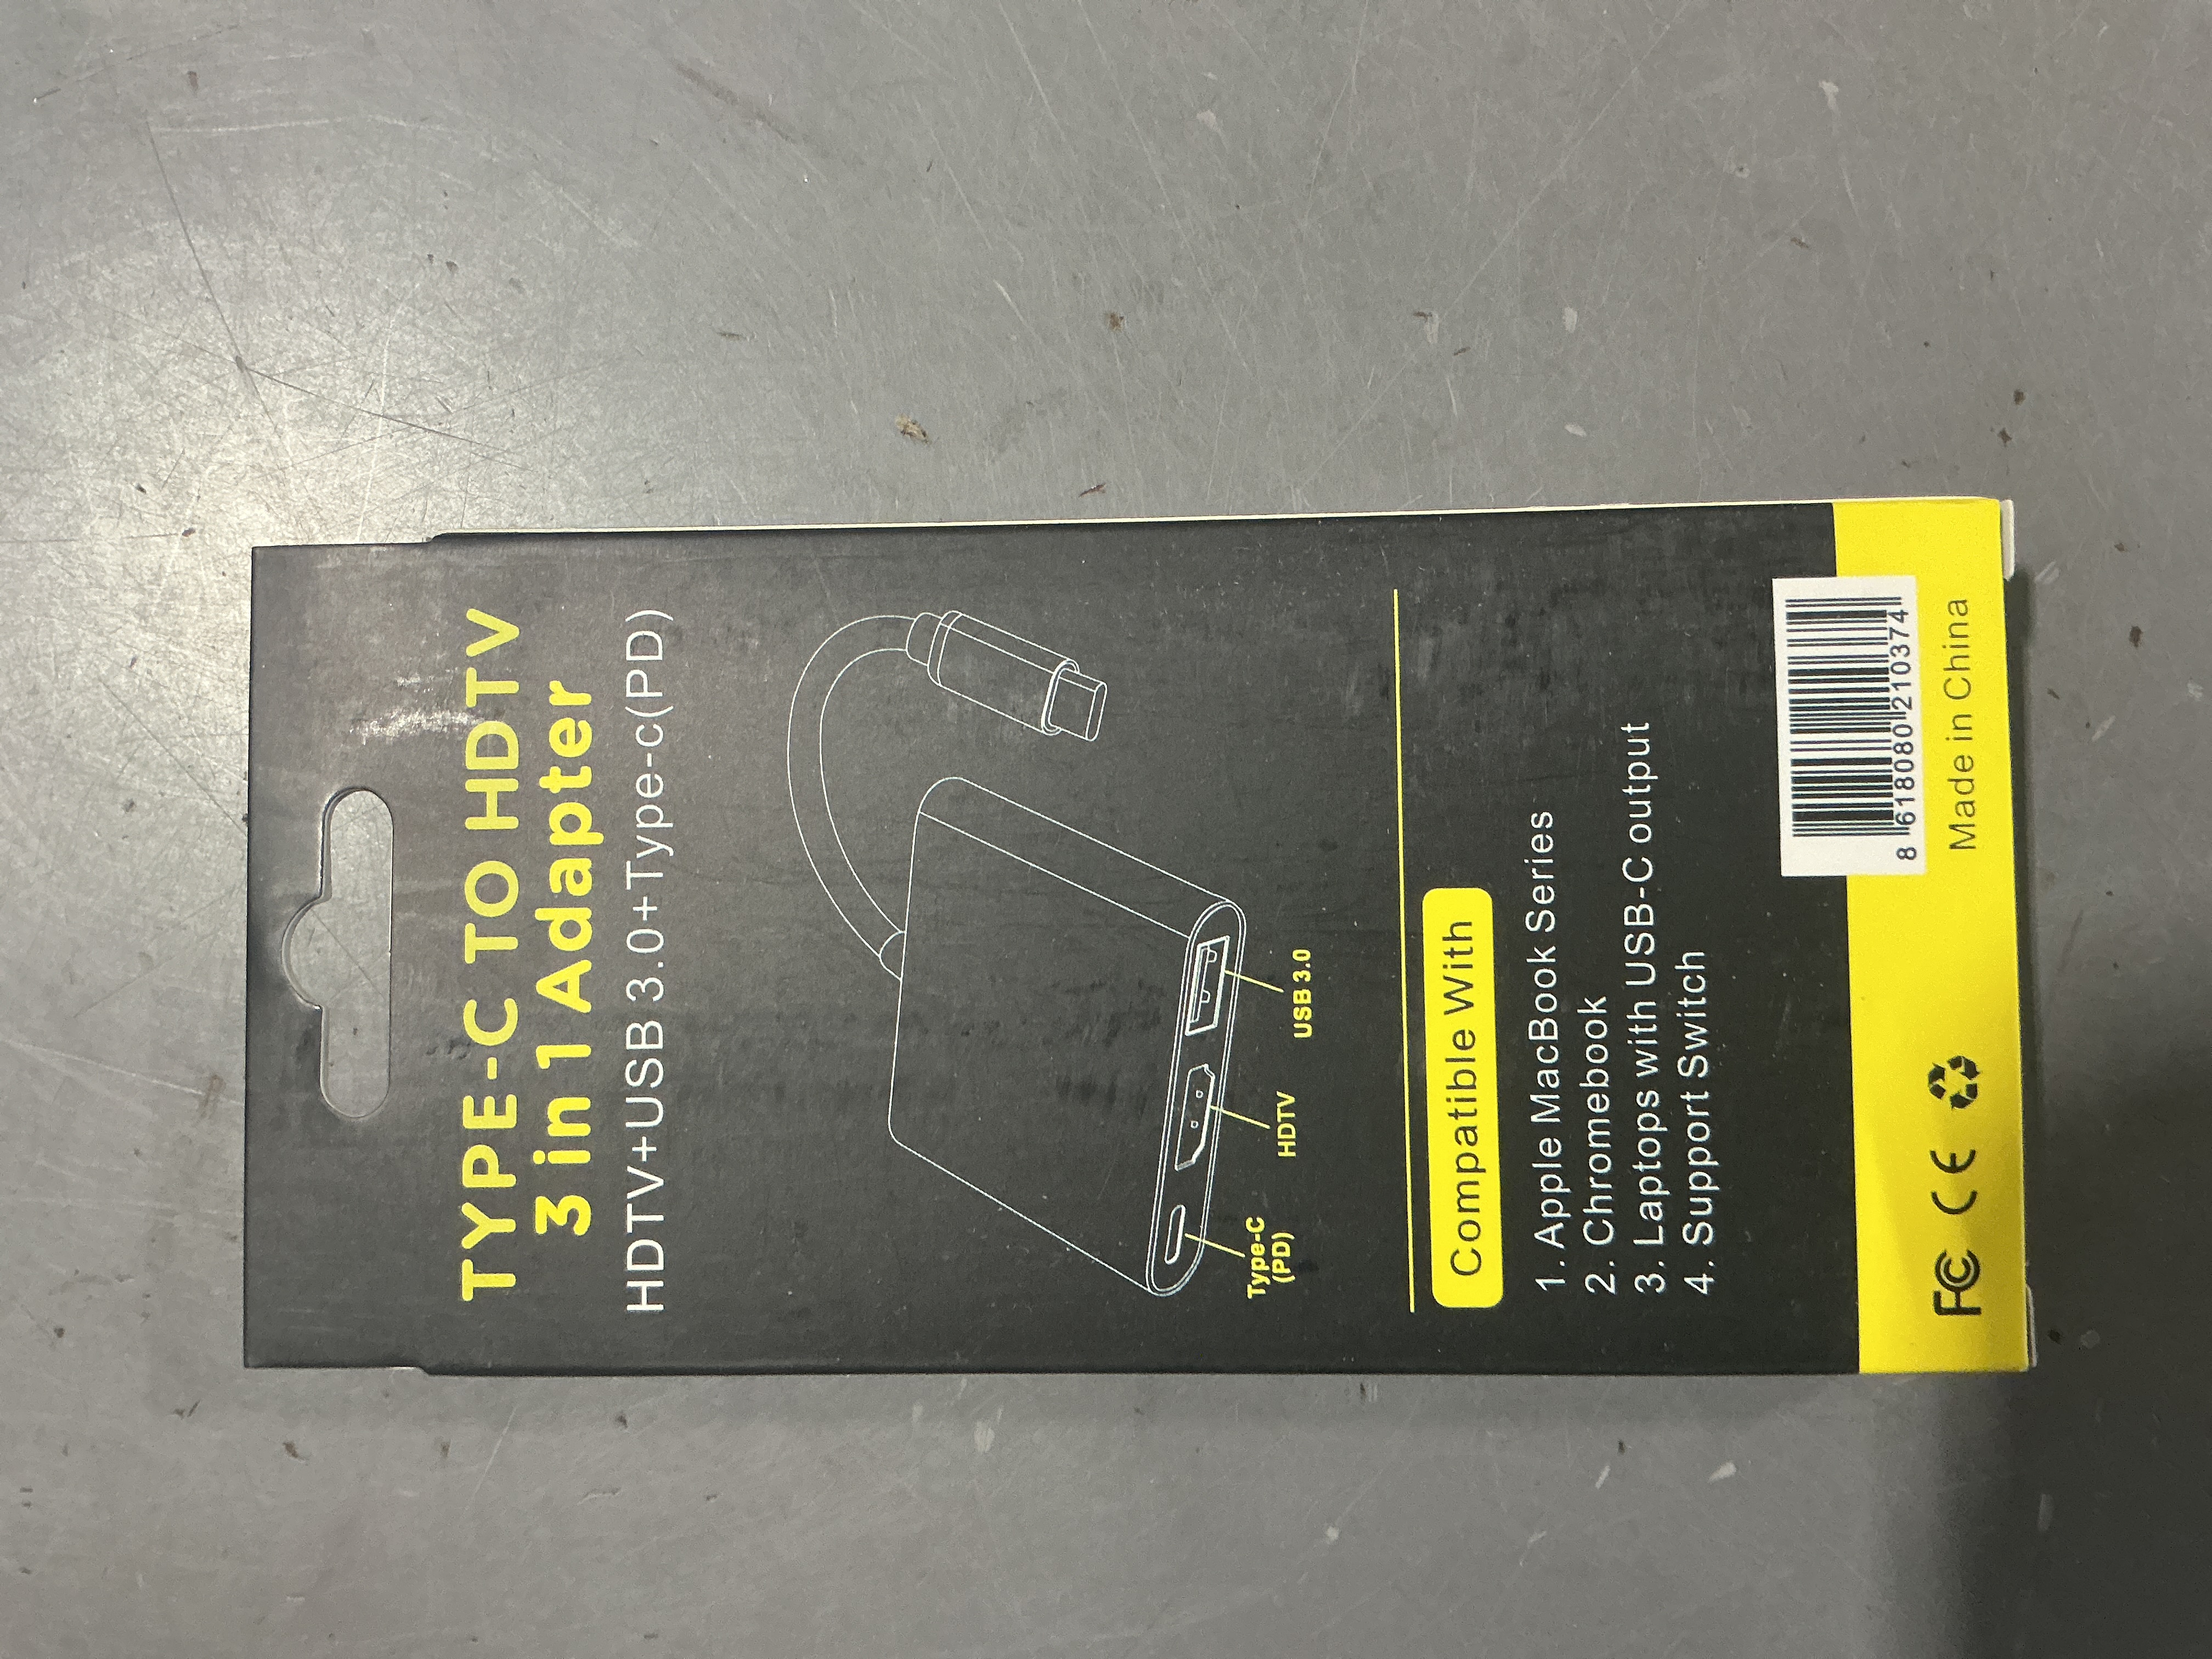 TYPE-C TO HDTV
3 in 1 Adapter
HDTV+USB 3.0+Type-c(PD)
Type-C
(PD)
HDTV
USB 3.0
Compatible With
1. Apple MacBook Series
2. Chromebook
3. Laptops with USB-C output
4. Support Switch
8 618080 210374
FC CE
Made in China